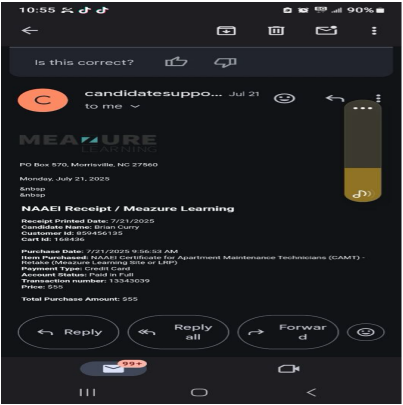 10:55
90%
Is this correct?
C
candidatesuppo... Jul 21
to me
MEAZURE
LEARNING
PO Box 570, Morrisville, NC 27560
Monday, July 21, 2025
&nbsp
&nbsp
NAAEI Receipt / Meazure Learning
Receipt Printed Date: 7/21/2025
Candidate Name: Brian Curry
Customer Id: 859456135
Cart Id: 168436
Purchase Date: 7/21/2025 9:56:53 AM
Item Purchased: NAAEI Certificate for Apartment Maintenance Technicians (CAMT) -
Retake (Meazure Learning Site or LRP)
Payment Type: Credit Card
Account Status: Paid in Full
Transaction number: 13343039
Price: $55
Total Purchase Amount: $55
Reply
Reply
all
Forwar
d
99+